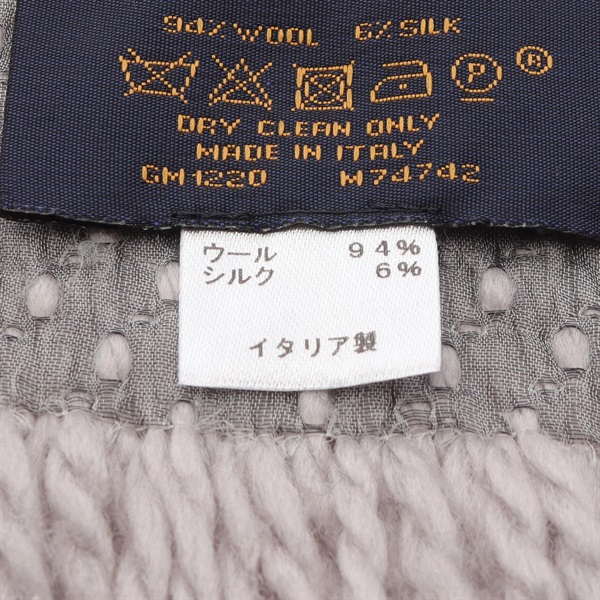 94% WOOL 6% SILK
P ®
DRY CLEAN ONLY
MADE IN ITALY
GM1220 M74742
ウール 94%
シルク 6%
イタリア製